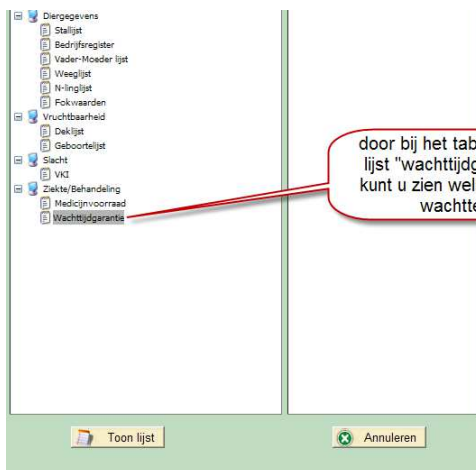 Diergegevens
Stallijst
Bedrijfsregister
Vader-Moeder lijst
Weeglijst
N-linglijst
Fokwaarden
Vruchtbaarheid
Deklijst
Geboortelijst
Slacht
VKI
Ziekte/Behandeling
Medicijnvoorraad
Wachttijdgarantie
door bij het tab
lijst "wachttijdg
kunt u zien wel
wachtte
Toon lijst
Annuleren